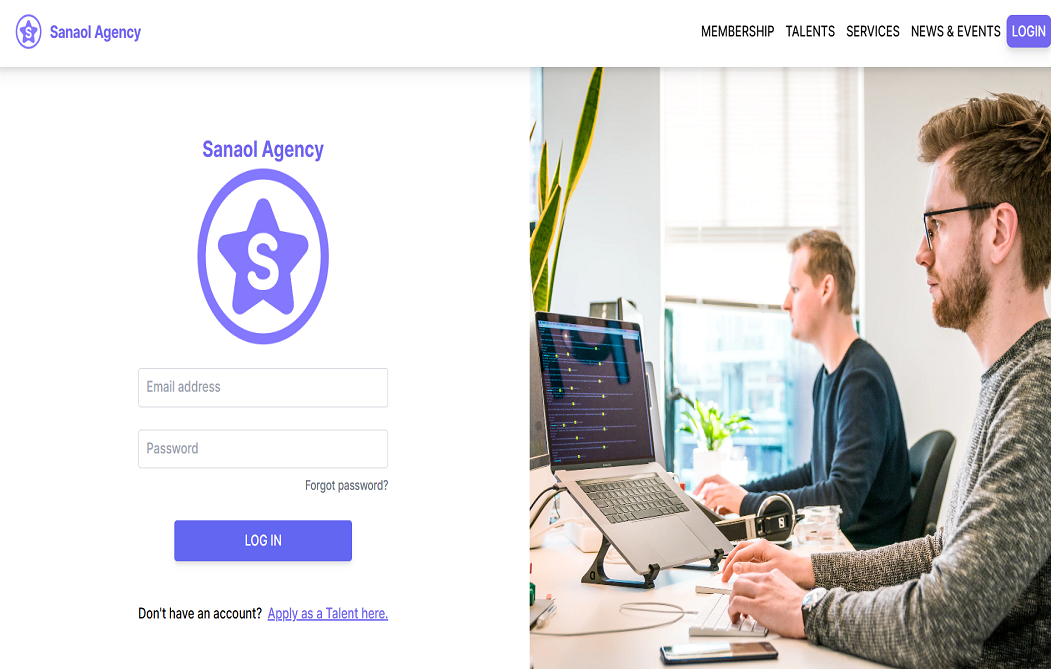 Sanaol Agency
MEMBERSHIP TALENTS SERVICES NEWS & EVENTS LOGIN
Sanaol Agency
S
Email address
Password
Forgot password?
LOG IN
Don't have an account? Apply as a Talent here.